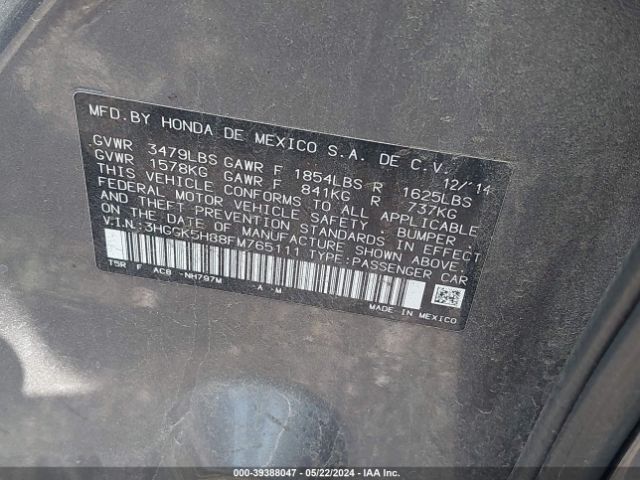 MFD.BY HONDA DE MEXICO S.A. DE C.V. 12/'14
GVWR 3479LBS GAWR F 1854LBS R 1625LBS
GVWR 1578KG GAWR F 841KG R 737KG
THIS VEHICLE CONFORMS TO ALL APPLICABLE
FEDERAL MOTOR VEHICLE SAFETY , BUMPER ,
AND THEFT PREVENTION STANDARDS IN EFFECT
ON THE DATE OF MANUFACTURE SHOWN ABOVE.
V.I.N.:3HGGK5H88FM765111 TYPE:PASSENGER CAR
T5R F AC8 NH797M -A -M
MADE IN MEXICO
000-39388047 - 05/22/2024 - IAA Inc.